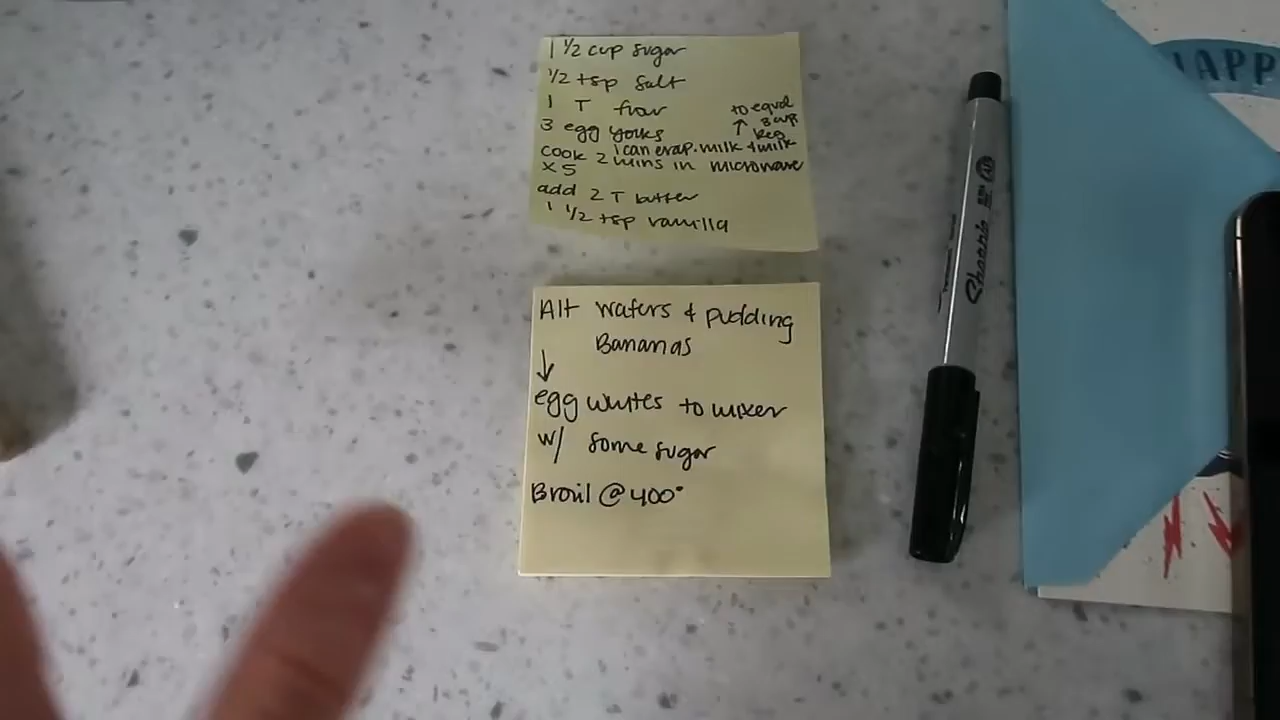 1 1/2 cup sugar
1/2 tsp salt
1 T flour
3 egg yolks
to equal
↑ 3 cup
Reg
1 can evap. milk + milk
cook 2 mins in microwave
x 5
add 2 T butter
1 1/2 tsp vanilla
Alt wafers & pudding
Bananas
↓
egg whites to mixer
w/ some sugar
Broil @ 400°
Sharpie
HAPP